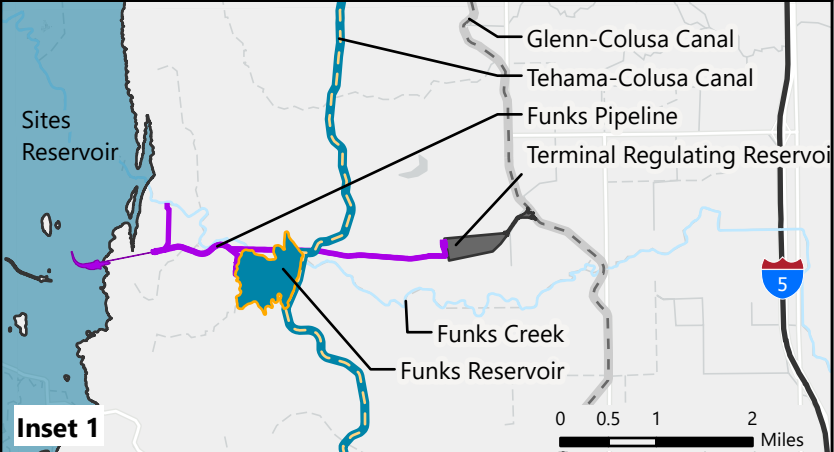 Glenn-Colusa Canal
Tehama-Colusa Canal
Funks Pipeline
Sites
Reservoir
Terminal Regulating Reservoi
5
Funks Creek
Funks Reservoir
Inset 1
0 0.5 1 2
Miles